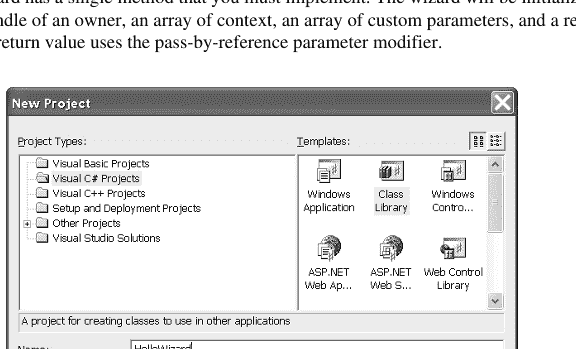 ard has a single method that you must implement. The wizard will be initializ
ndle of an owner, an array of context, an array of custom parameters, and a re
return value uses the pass-by-reference parameter modifier.
New Project
Project Types:
Templates:
Visual Basic Projects
Visual C# Projects
Visual C++ Projects
Setup and Deployment Projects
Other Projects
Visual Studio Solutions
Windows Application
Class Library
Windows Contro...
ASP.NET Web Ap...
ASP.NET Web S...
Web Control Library
A project for creating classes to use in other applications
Name:
HelloWizard